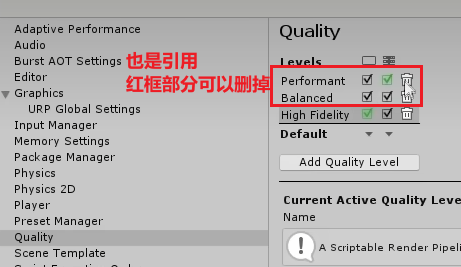 Adaptive Performance
Audio
Burst AOT Settings
Editor
Graphics
URP Global Settings
Input Manager
Memory Settings
Package Manager
Physics
Physics 2D
Player
Preset Manager
Quality
Scene Template
也是引用
红框部分可以删掉
Quality
Levels
Performant
Balanced
High Fidelity
Default
Add Quality Level
Current Active Quality Leve
Name
A Scriptable Render Pipeli